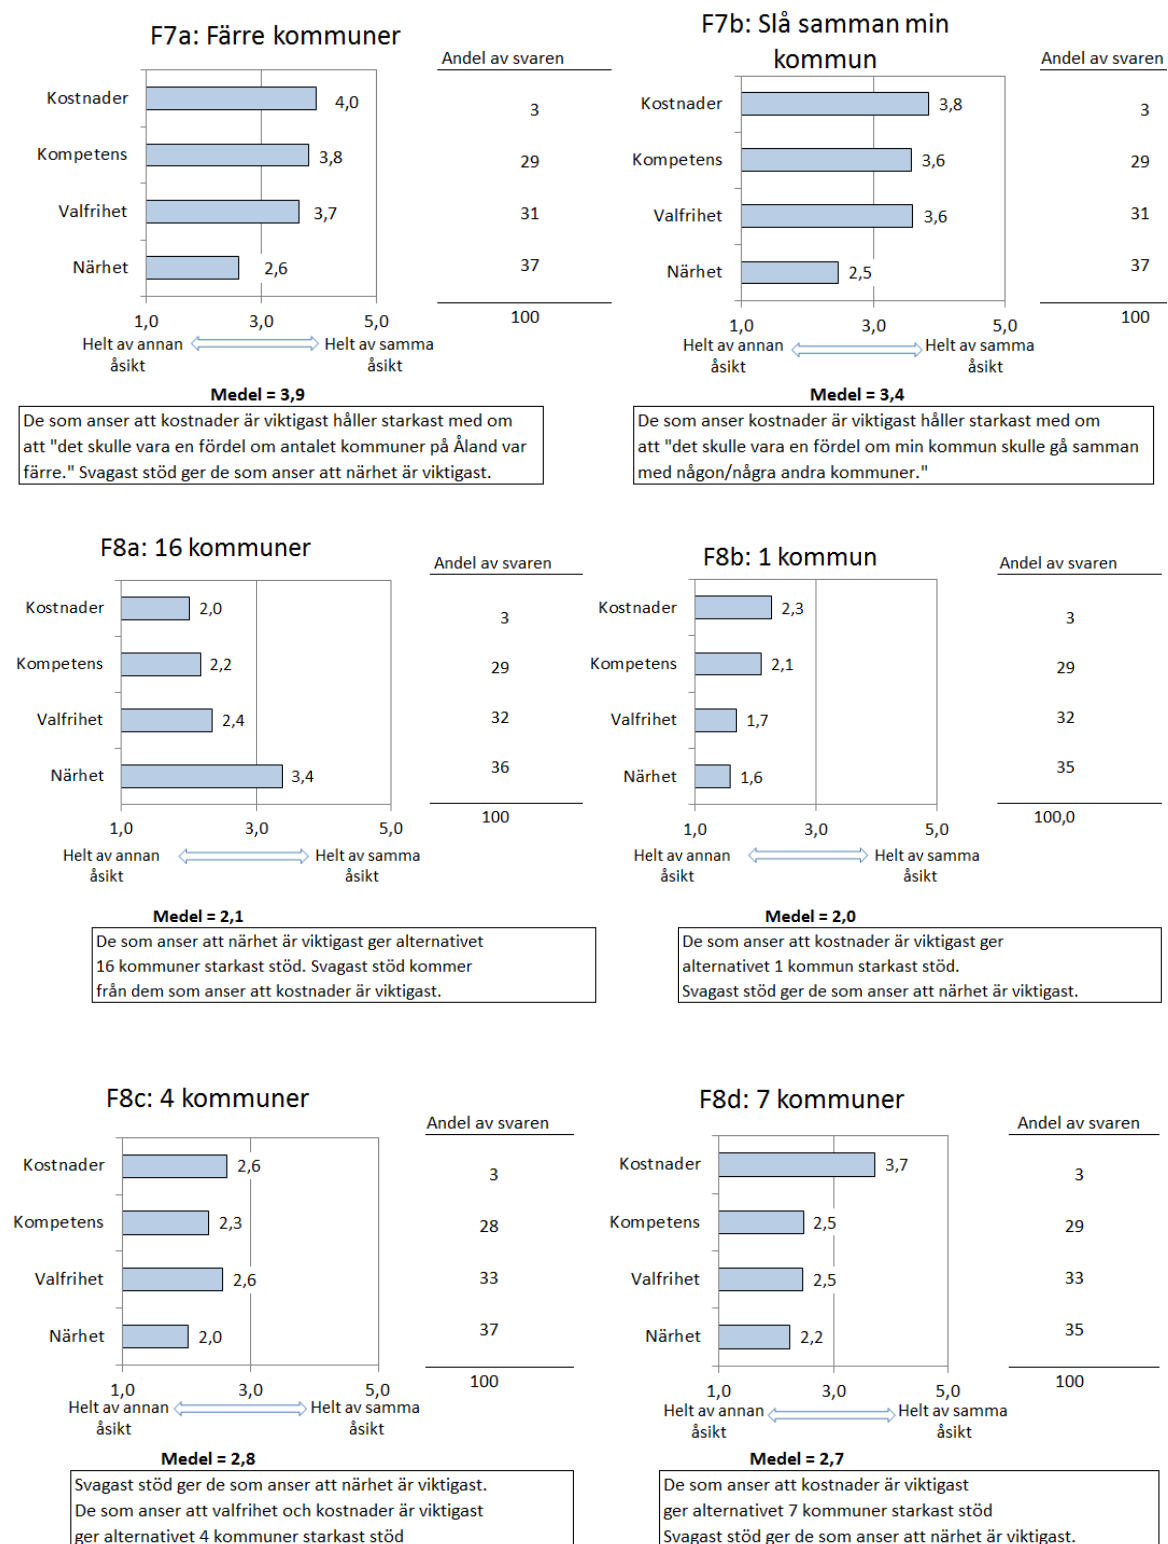 F7a: Färre kommuner
Andel av svaren
Kostnader 4,0 3
Kompetens 3,8 29
Valfrihet 3,7 31
Närhet 2,6 37
100
1,0 3,0 5,0
Helt av annan åsikt
Helt av samma åsikt
Medel = 3,9
De som anser att kostnader är viktigast håller starkast med om
att "det skulle vara en fördel om antalet kommuner på Åland var
färre." Svagast stöd ger de som anser att närhet är viktigast.
F7b: Slå samman min
kommun
Andel av svaren
Kostnader 3,8 3
Kompetens 3,6 29
Valfrihet 3,6 31
Närhet 2,5 37
100
1,0 3,0 5,0
Helt av annan åsikt
Helt av samma åsikt
Medel = 3,4
De som anser kostnader är viktigast håller starkast med om
att "det skulle vara en fördel om min kommun skulle gå samman
med någon/några andra kommuner."
F8a: 16 kommuner
Andel av svaren
Kostnader 2,0 3
Kompetens 2,2 29
Valfrihet 2,4 32
Närhet 3,4 36
100
1,0 3,0 5,0
Helt av annan åsikt
Helt av samma åsikt
Medel = 2,1
De som anser att närhet är viktigast ger alternativet
16 kommuner starkast stöd. Svagast stöd kommer
från dem som anser att kostnader är viktigast.
F8b: 1 kommun
Andel av svaren
Kostnader 2,3 3
Kompetens 2,1 29
Valfrihet 1,7 32
Närhet 1,6 35
100,0
1,0 3,0 5,0
Helt av annan åsikt
Helt av samma åsikt
Medel = 2,0
De som anser att kostnader är viktigast ger
alternativet 1 kommun starkast stöd.
Svagast stöd ger de som anser att närhet är viktigast.
F8c: 4 kommuner
Andel av svaren
Kostnader 2,6 3
Kompetens 2,3 28
Valfrihet 2,6 33
Närhet 2,0 37
100
1,0 3,0 5,0
Helt av annan åsikt
Helt av samma åsikt
Medel = 2,8
Svagast stöd ger de som anser att närhet är viktigast.
De som anser att valfrihet och kostnader är viktigast
ger alternativet 4 kommuner starkast stöd
F8d: 7 kommuner
Andel av svaren
Kostnader 3,7 3
Kompetens 2,5 29
Valfrihet 2,5 33
Närhet 2,2 35
100
1,0 3,0 5,0
Helt av annan åsikt
Helt av samma åsikt
Medel = 2,7
De som anser att kostnader är viktigast
ger alternativet 7 kommuner starkast stöd
Svagast stöd ger de som anser att närhet är viktigast.